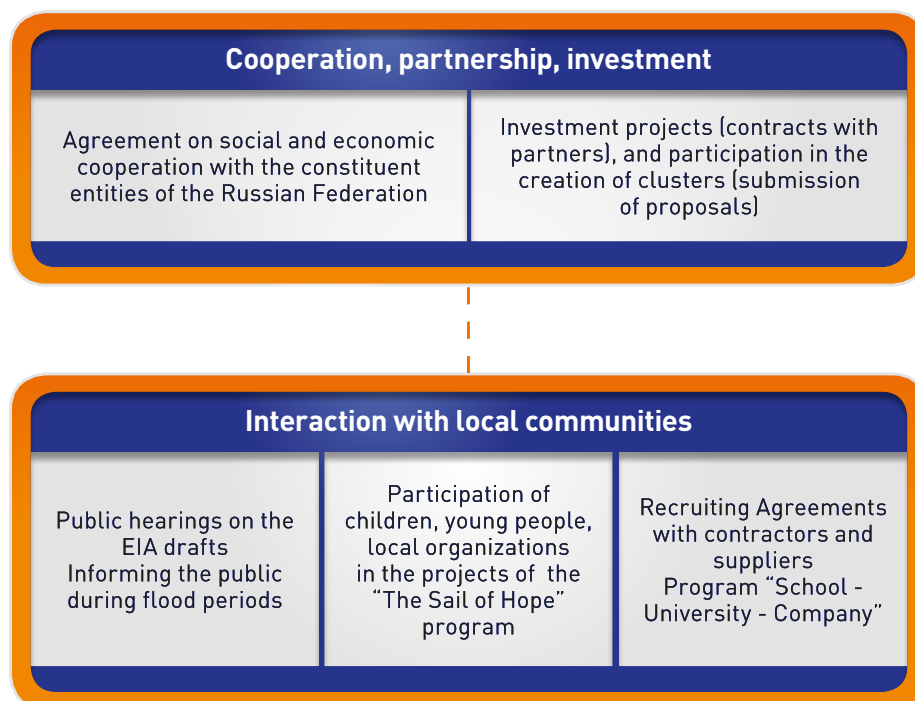 Cooperation, partnership, investment
Agreement on social and economic
cooperation with the constituent
entities of the Russian Federation
Investment projects (contracts with
partners), and participation in the
creation of clusters (submission
of proposals)
Interaction with local communities
Public hearings on the
EIA drafts
Informing the public
during flood periods
Participation of
children, young people,
local organizations
in the projects of the
“The Sail of Hope”
program
Recruiting Agreements
with contractors and
suppliers
Program “School -
University - Company”